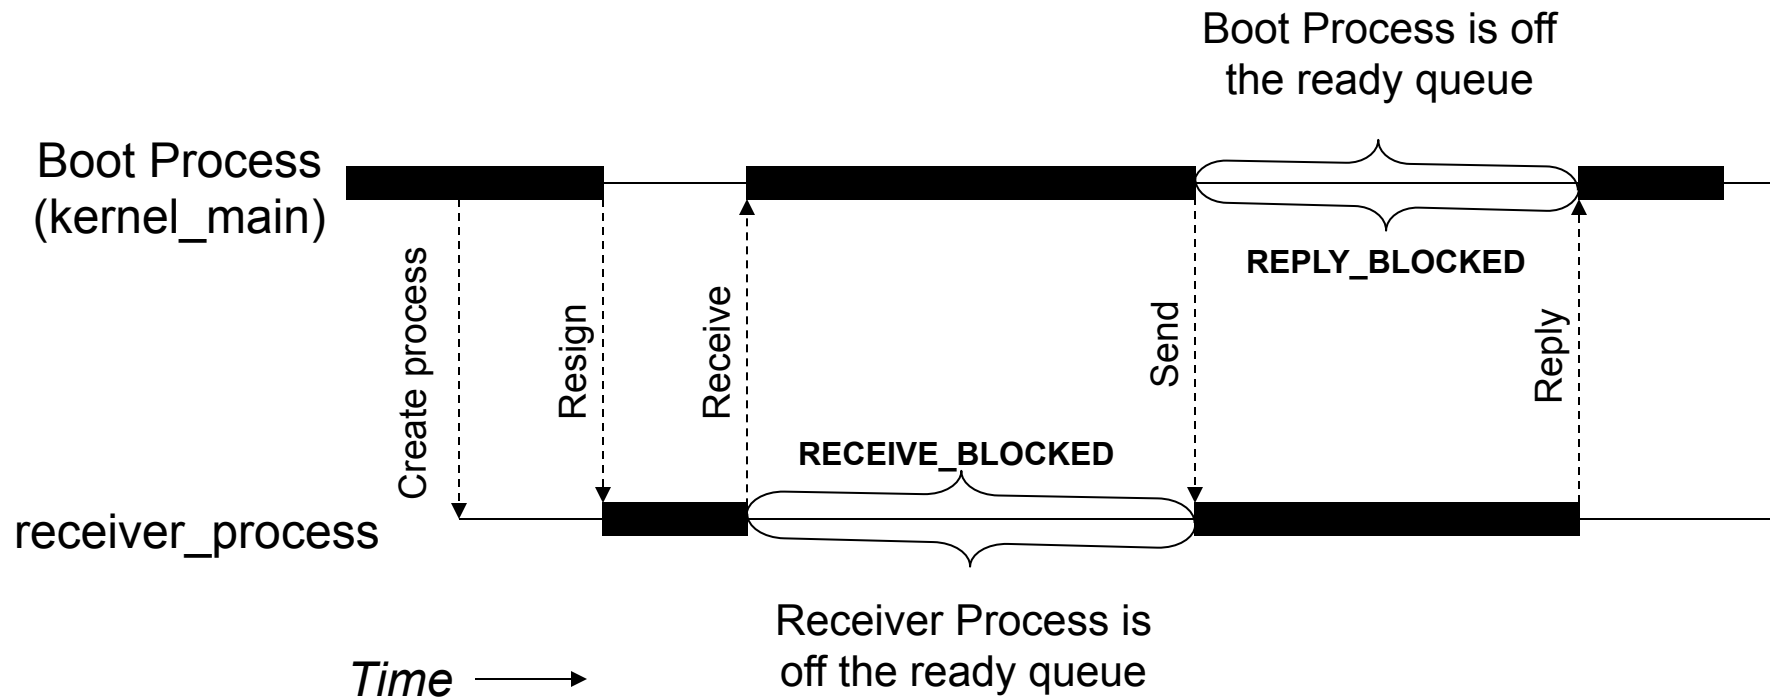 Boot Process is off
the ready queue
Boot Process
(kernel_main)
REPLY_BLOCKED
Create process
Resign
Receive
Send
Reply
RECEIVE_BLOCKED
receiver_process
Receiver Process is
off the ready queue
Time